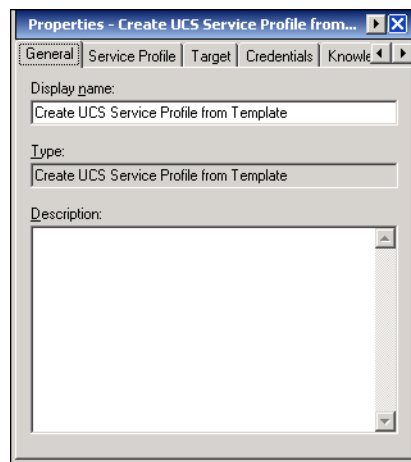 Properties - Create UCS Service Profile from...
General Service Profile Target Credentials
Display name:
Create UCS Service Profile from Template
Type:
Create UCS Service Profile from Template
Description: